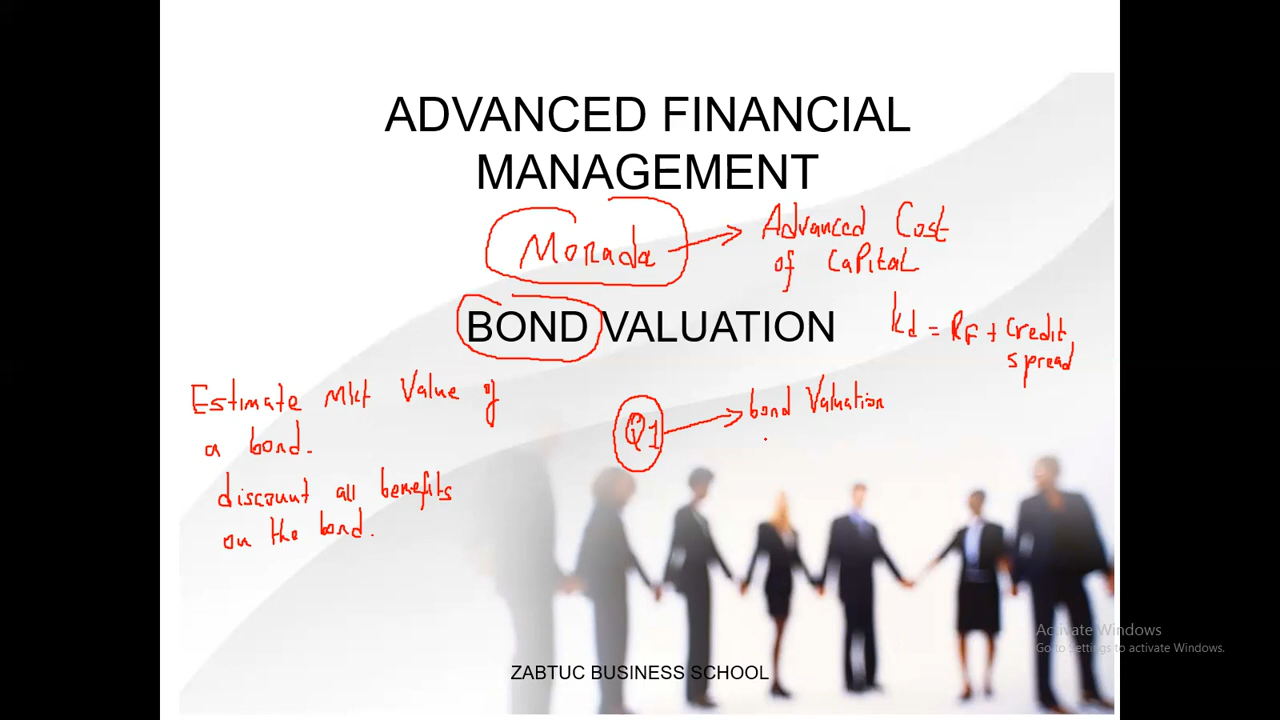 ADVANCED FINANCIAL
MANAGEMENT
Morada
Advanced Cost
of Capital
BOND VALUATION
Kd = RF + Credit
spread
Estimate Mkt Value of
a bond.
discount all benefits
on the bond.
Q1
bond Valuation
Activate Windows
Go to Settings to activate Windows.
ZABTUC BUSINESS SCHOOL